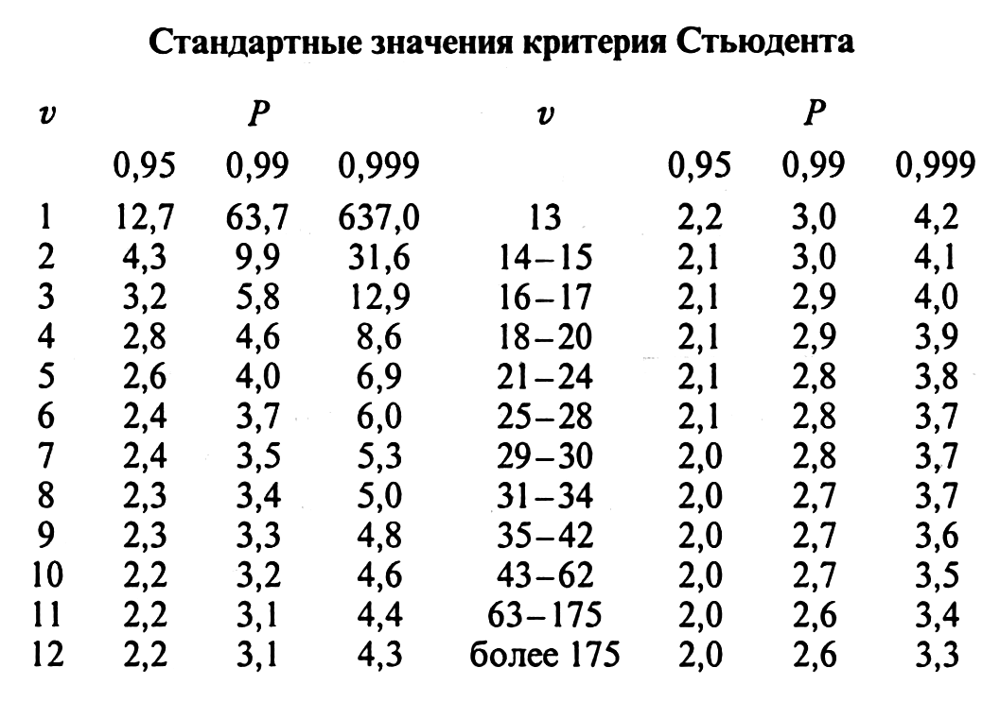 Стандартные значения критерия Стьюдента
v P v P
0,95 0,99 0,999 0,95 0,99 0,999
1 12,7 63,7 637,0 13 2,2 3,0 4,2
2 4,3 9,9 31,6 14–15 2,1 3,0 4,1
3 3,2 5,8 12,9 16–17 2,1 2,9 4,0
4 2,8 4,6 8,6 18–20 2,1 2,9 3,9
5 2,6 4,0 6,9 21–24 2,1 2,8 3,8
6 2,4 3,7 6,0 25–28 2,1 2,8 3,7
7 2,4 3,5 5,3 29–30 2,0 2,8 3,7
8 2,3 3,4 5,0 31–34 2,0 2,7 3,7
9 2,3 3,3 4,8 35–42 2,0 2,7 3,6
10 2,2 3,2 4,6 43–62 2,0 2,7 3,5
11 2,2 3,1 4,4 63–175 2,0 2,6 3,4
12 2,2 3,1 4,3 более 175 2,0 2,6 3,3